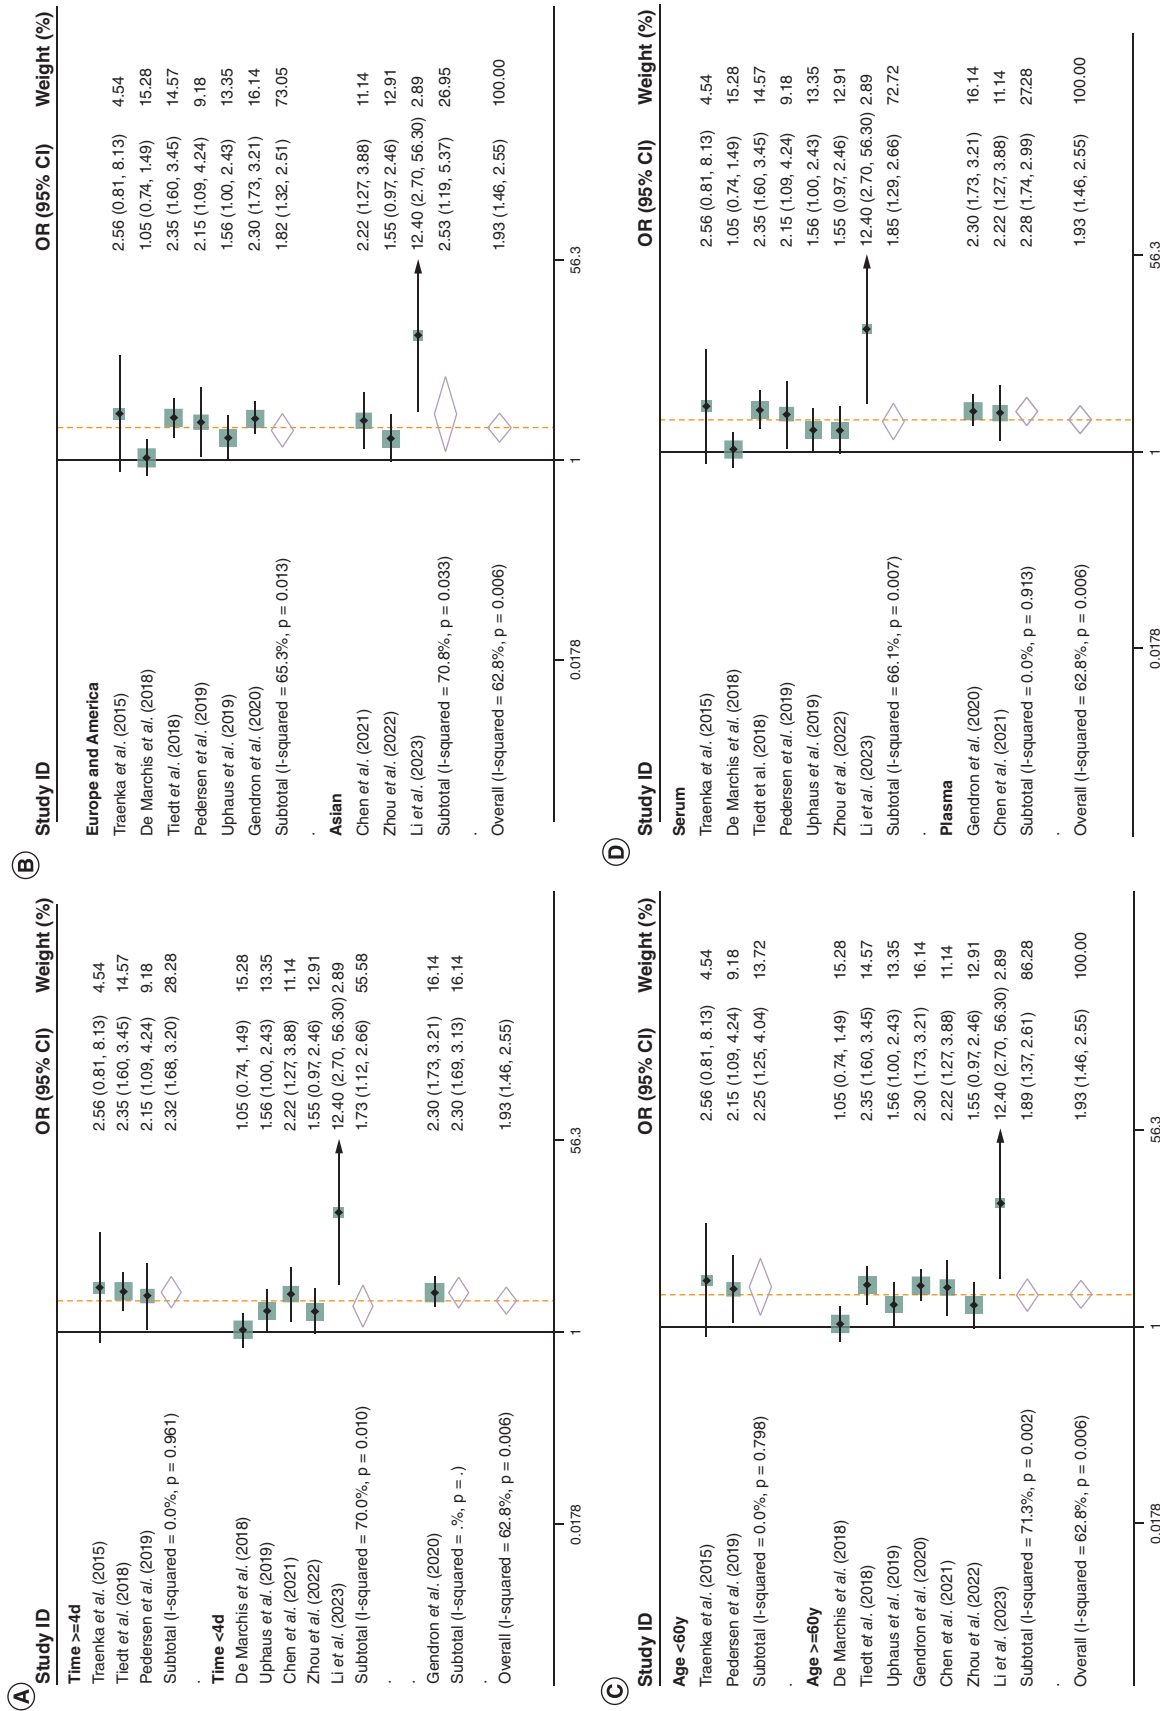 A
Study ID OR (95% CI) Weight (%)
Time >=4d
Traenka et al. (2015) 2.56 (0.81, 8.13) 4.54
Tiedt et al. (2018) 2.35 (1.60, 3.45) 14.57
Pedersen et al. (2019) 2.15 (1.09, 4.24) 9.18
Subtotal (I-squared = 0.0%, p = 0.961) 2.32 (1.68, 3.20) 28.28
.
Time <4d
De Marchis et al. (2018) 1.05 (0.74, 1.49) 15.28
Uphaus et al. (2019) 1.56 (1.00, 2.43) 13.35
Chen et al. (2021) 2.22 (1.27, 3.88) 11.14
Zhou et al. (2022) 1.55 (0.97, 2.46) 12.91
Li et al. (2023) 12.40 (2.70, 56.30) 2.89
Subtotal (I-squared = 70.0%, p = 0.010) 1.73 (1.12, 2.66) 55.58
.
.
Gendron et al. (2020) 2.30 (1.73, 3.21) 16.14
Subtotal (I-squared = .%, p = .) 2.30 (1.69, 3.13) 16.14
.
Overall (I-squared = 62.8%, p = 0.006) 1.93 (1.46, 2.55) 100.00
0.0178 1 56.3
B
Study ID OR (95% CI) Weight (%)
Europe and America
Traenka et al. (2015) 2.56 (0.81, 8.13) 4.54
De Marchis et al. (2018) 1.05 (0.74, 1.49) 15.28
Tiedt et al. (2018) 2.35 (1.60, 3.45) 14.57
Pedersen et al. (2019) 2.15 (1.09, 4.24) 9.18
Uphaus et al. (2019) 1.56 (1.00, 2.43) 13.35
Gendron et al. (2020) 2.30 (1.73, 3.21) 16.14
Subtotal (I-squared = 65.3%, p = 0.013) 1.82 (1.32, 2.51) 73.05
.
Asian
Chen et al. (2021) 2.22 (1.27, 3.88) 11.14
Zhou et al. (2022) 1.55 (0.97, 2.46) 12.91
Li et al. (2023) 12.40 (2.70, 56.30) 2.89
Subtotal (I-squared = 70.8%, p = 0.033) 2.53 (1.19, 5.37) 26.95
.
Overall (I-squared = 62.8%, p = 0.006) 1.93 (1.46, 2.55) 100.00
0.0178 1 56.3
C
Study ID OR (95% CI) Weight (%)
Age <60y
Traenka et al. (2015) 2.56 (0.81, 8.13) 4.54
Pedersen et al. (2019) 2.15 (1.09, 4.24) 9.18
Subtotal (I-squared = 0.0%, p = 0.798) 2.25 (1.25, 4.04) 13.72
.
Age >=60y
De Marchis et al. (2018) 1.05 (0.74, 1.49) 15.28
Tiedt et al. (2018) 2.35 (1.60, 3.45) 14.57
Uphaus et al. (2019) 1.56 (1.00, 2.43) 13.35
Gendron et al. (2020) 2.30 (1.73, 3.21) 16.14
Chen et al. (2021) 2.22 (1.27, 3.88) 11.14
Zhou et al. (2022) 1.55 (0.97, 2.46) 12.91
Li et al. (2023) 12.40 (2.70, 56.30) 2.89
Subtotal (I-squared = 71.3%, p = 0.002) 1.89 (1.37, 2.61) 86.28
.
Overall (I-squared = 62.8%, p = 0.006) 1.93 (1.46, 2.55) 100.00
0.0178 1 56.3
D
Study ID OR (95% CI) Weight (%)
Serum
Traenka et al. (2015) 2.56 (0.81, 8.13) 4.54
De Marchis et al. (2018) 1.05 (0.74, 1.49) 15.28
Tiedt et al. (2018) 2.35 (1.60, 3.45) 14.57
Pedersen et al. (2019) 2.15 (1.09, 4.24) 9.18
Uphaus et al. (2019) 1.56 (1.00, 2.43) 13.35
Zhou et al. (2022) 1.55 (0.97, 2.46) 12.91
Li et al. (2023) 12.40 (2.70, 56.30) 2.89
Subtotal (I-squared = 66.1%, p = 0.007) 1.85 (1.29, 2.66) 72.72
.
Plasma
Gendron et al. (2020) 2.30 (1.73, 3.21) 16.14
Chen et al. (2021) 2.22 (1.27, 3.88) 11.14
Subtotal (I-squared = 0.0%, p = 0.913) 2.28 (1.74, 2.99) 27.28
.
Overall (I-squared = 62.8%, p = 0.006) 1.93 (1.46, 2.55) 100.00
0.0178 1 56.3